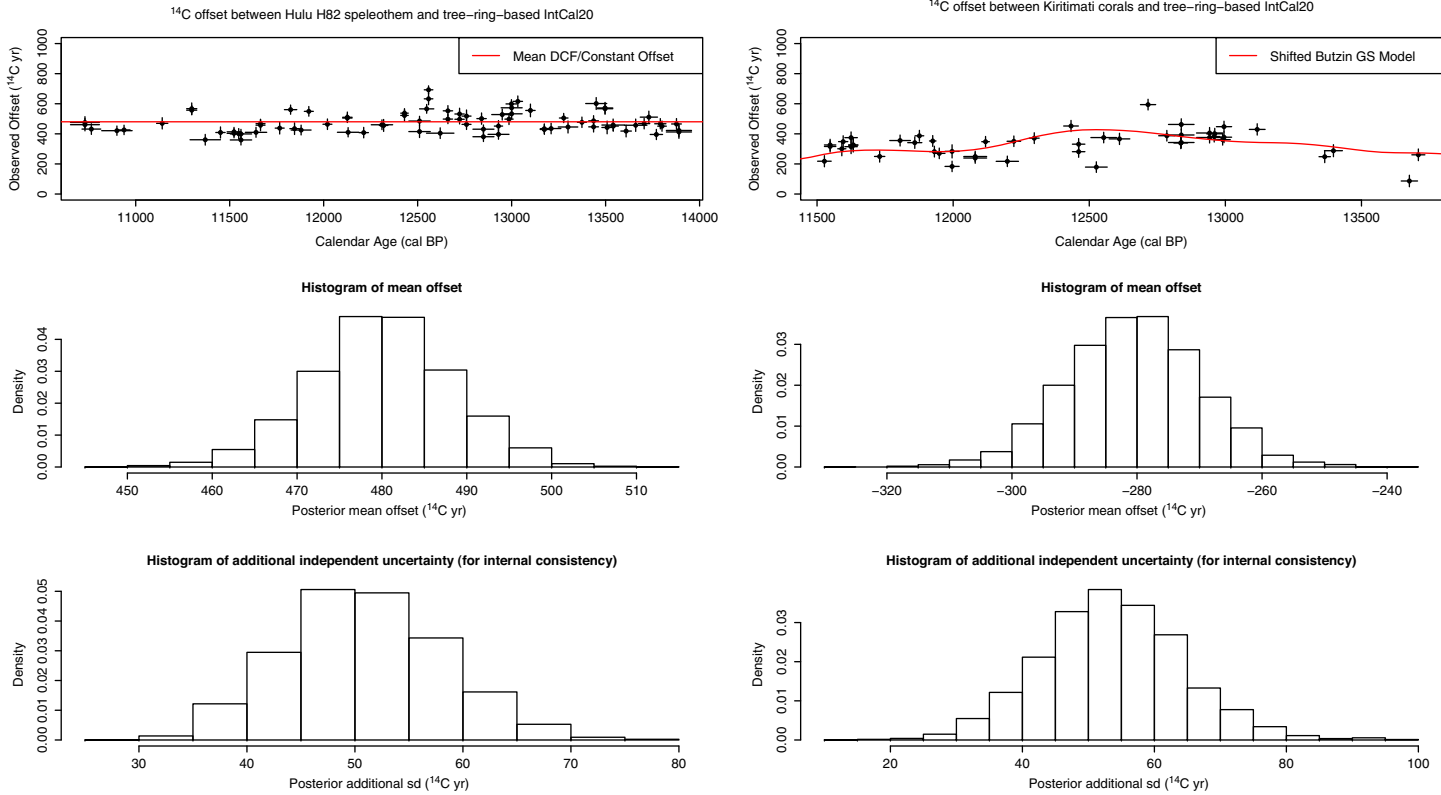 ¹⁴C offset between Hulu H82 speleothem and tree−ring−based IntCal20
Mean DCF/Constant Offset
Observed Offset (¹⁴C yr)
0 200 400 600 800 1000
11000 11500 12000 12500 13000 13500 14000
Calendar Age (cal BP)
¹⁴C offset between Kiritimati corals and tree−ring−based IntCal20
Shifted Butzin GS Model
Observed Offset (¹⁴C yr)
0 200 400 600 800 1000
11500 12000 12500 13000 13500
Calendar Age (cal BP)
Histogram of mean offset
Density
0.00 0.01 0.02 0.03 0.04
450 460 470 480 490 500 510
Posterior mean offset (¹⁴C yr)
Histogram of mean offset
Density
0.00 0.01 0.02 0.03
−320 −300 −280 −260 −240
Posterior mean offset (¹⁴C yr)
Histogram of additional independent uncertainty (for internal consistency)
Density
0.00 0.01 0.02 0.03 0.04 0.05
30 40 50 60 70 80
Posterior additional sd (¹⁴C yr)
Histogram of additional independent uncertainty (for internal consistency)
Density
0.00 0.01 0.02 0.03
20 40 60 80 100
Posterior additional sd (¹⁴C yr)